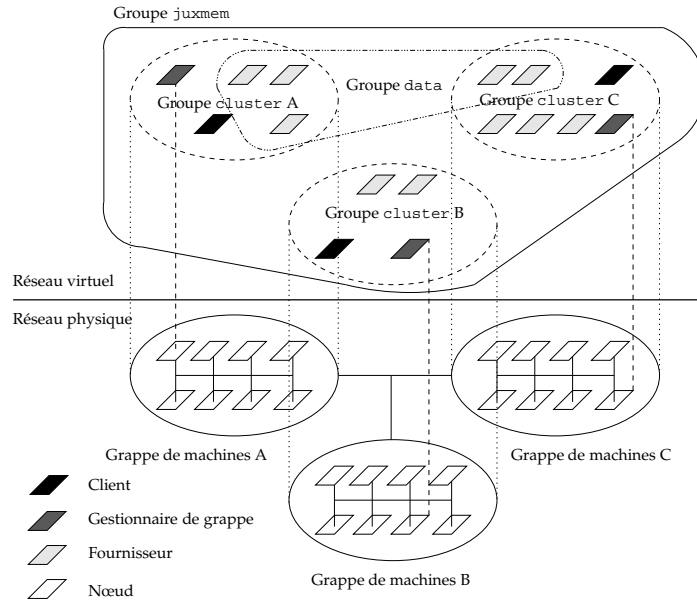 Groupe juxmem
Groupe data
Groupe cluster A
Groupe cluster C
Groupe cluster B
Réseau virtuel
Réseau physique
Grappe de machines A
Grappe de machines C
Grappe de machines B
Client
Gestionnaire de grappe
Fournisseur
Nœud